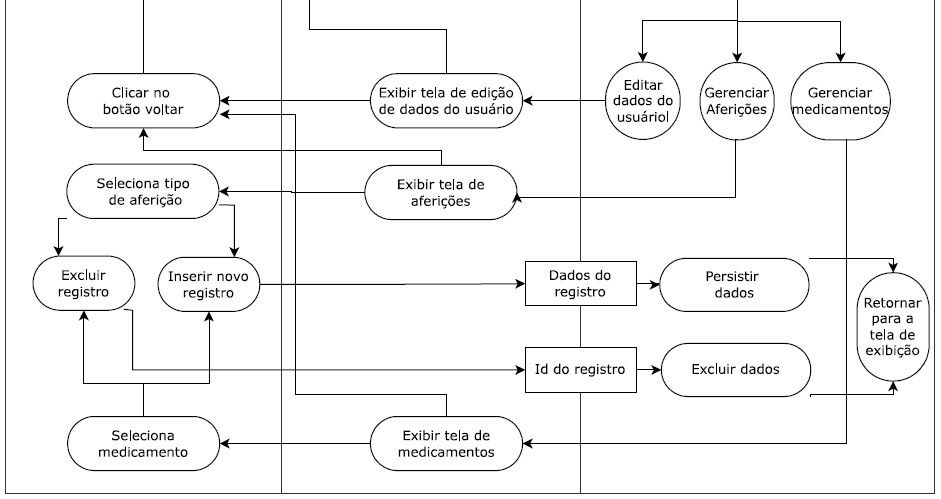 Clicar no
botão voltar
Exibir tela de edição
de dados do usuário
Editar
dados do
usuáriol
Gerenciar
Aferições
Gerenciar
medicamentos
Seleciona tipo
de aferição
Exibir tela de
aferições
Excluir
registro
Inserir novo
registro
Dados do
registro
Persistir
dados
Retornar
para a
tela de
exibição
Id do registro
Excluir dados
Seleciona
medicamento
Exibir tela de
medicamentos